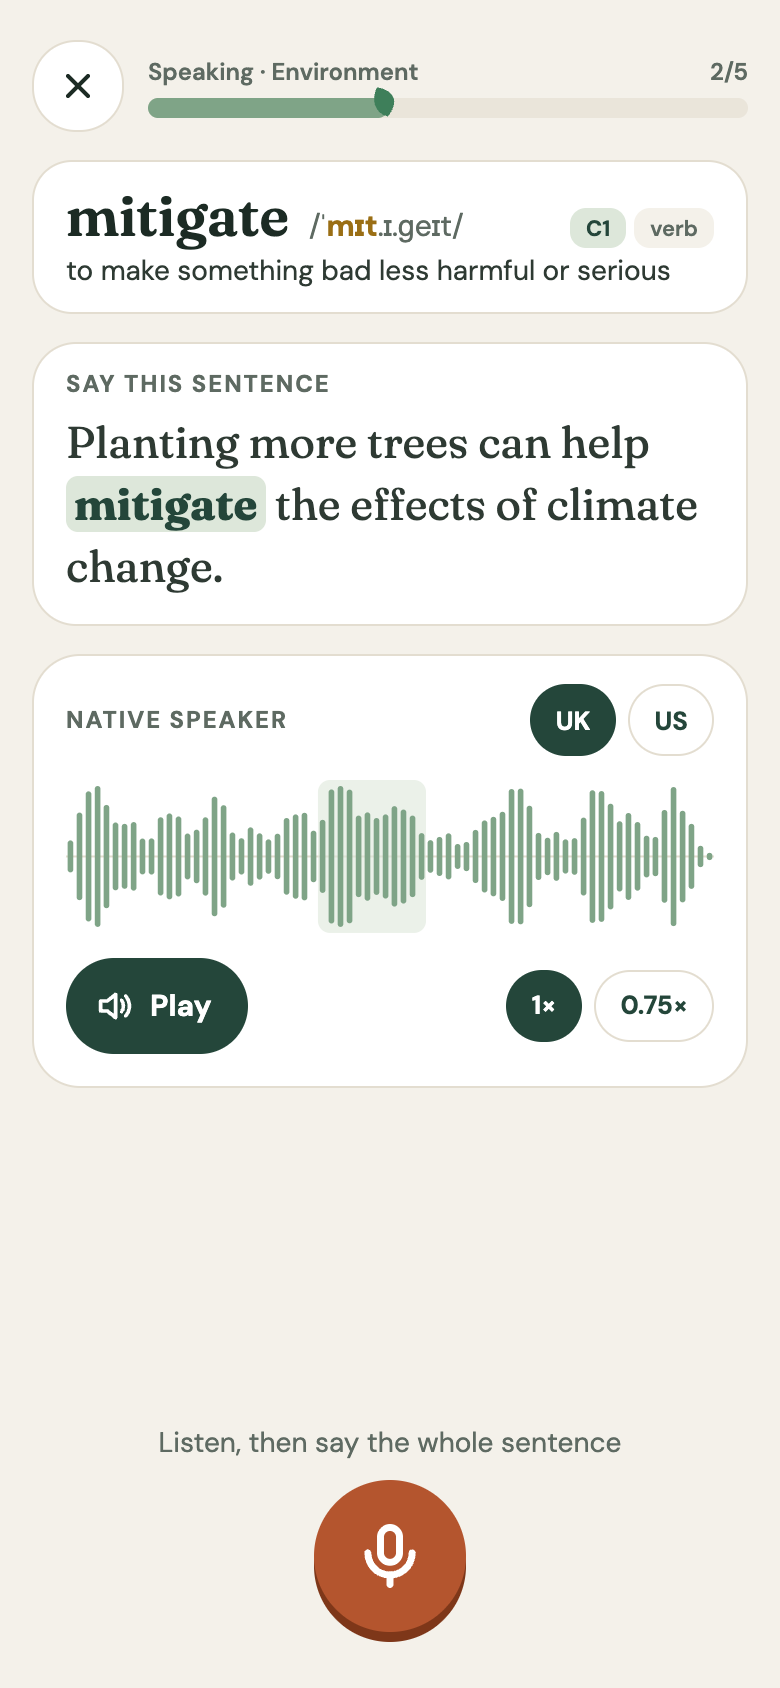 Speaking · Environment 2/5
mitigate /ˈmɪt.ɪ.ɡeɪt/ C1 verb
to make something bad less harmful or serious
SAY THIS SENTENCE
Planting more trees can help
mitigate the effects of climate
change.
NATIVE SPEAKER UK US
Play 1× 0.75×
Listen, then say the whole sentence